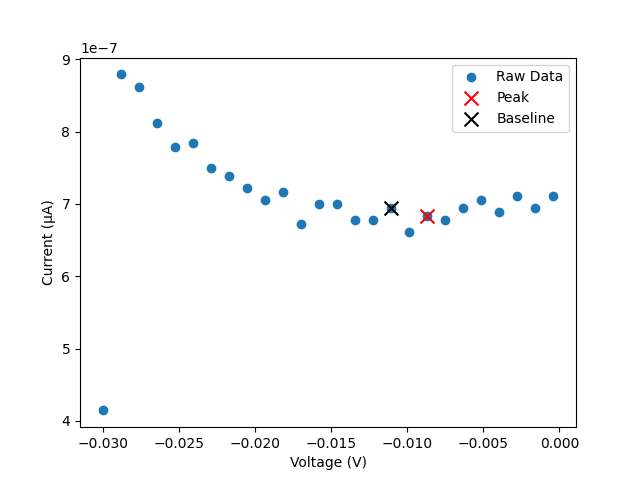 1e−7
9
8
7
6
5
4
Current (μA)
−0.030
−0.025
−0.020
−0.015
−0.010
−0.005
0.000
Voltage (V)
Raw Data
Peak
Baseline